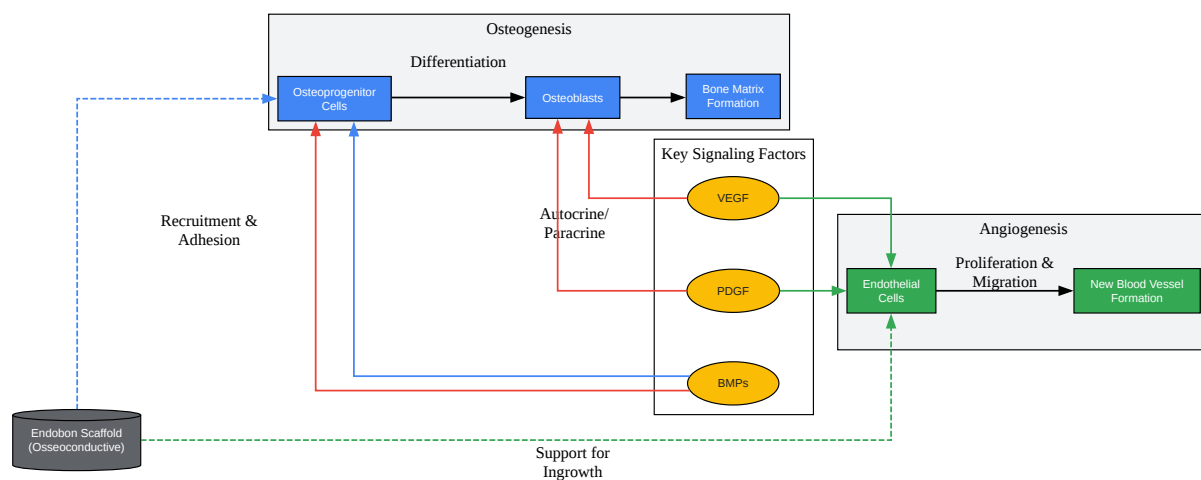 Osteogenesis
Differentiation
Osteoprogenitor
Cells
Osteoblasts
Bone Matrix
Formation
Key Signaling Factors
VEGF
Recruitment &
Adhesion
Autocrine/
Paracrine
Angiogenesis
Proliferation &
Migration
Endothelial
Cells
New Blood Vessel
Formation
PDGF
BMPs
Endobon Scaffold
(Osseoconductive)
Support for
Ingrowth